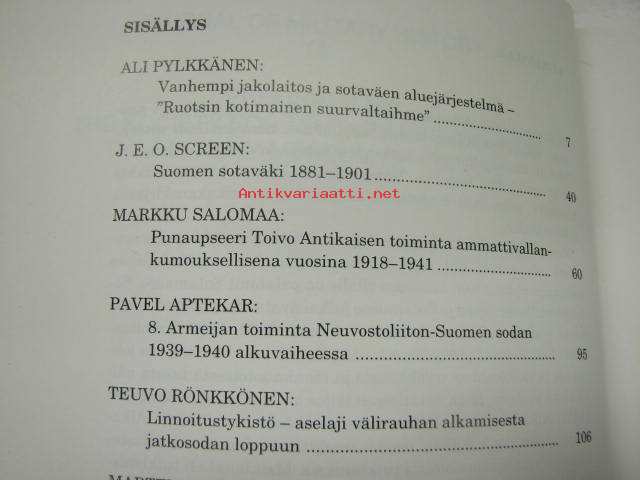 SISÄLLYS
ALI PYLKKÄNEN:
Vanhempi jakolaitos ja sotaväen aluejärjestelmä –
"Ruotsin kotimainen suurvaltaihme" 7
J. E. O. SCREEN:
Suomen sotaväki 1881–1901 40
Antikvariaatti.net
MARKKU SALOMAA:
Punaupseeri Toivo Antikaisen toiminta ammattivallan-
kumouksellisena vuosina 1918–1941 60
PAVEL APTEKAR:
8. Armeijan toiminta Neuvostoliiton-Suomen sodan
1939–1940 alkuvaiheessa 95
TEUVO RÖNKKÖNEN:
Linnoitustykistö – aselaji välirauhan alkamisesta
jatkosodan loppuun 106